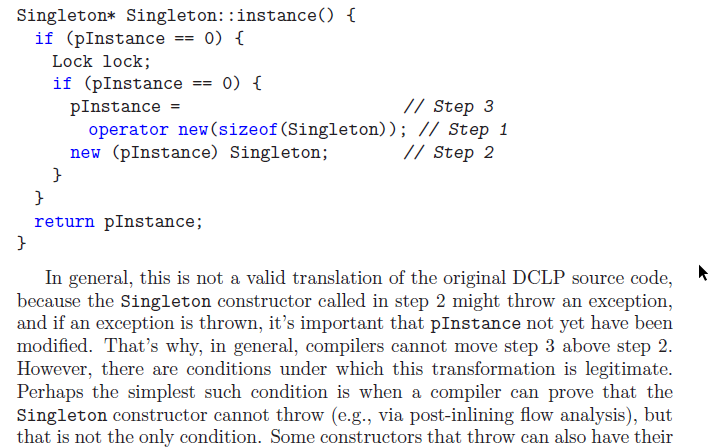 Singleton* Singleton::instance() {
if (pInstance == 0) {
Lock lock;
if (pInstance == 0) {
pInstance = // Step 3
operator new(sizeof(Singleton)); // Step 1
new (pInstance) Singleton; // Step 2
}
}
return pInstance;
}
In general, this is not a valid translation of the original DCLP source code,
because the Singleton constructor called in step 2 might throw an exception,
and if an exception is thrown, it's important that pInstance not yet have been
modified. That's why, in general, compilers cannot move step 3 above step 2.
However, there are conditions under which this transformation is legitimate.
Perhaps the simplest such condition is when a compiler can prove that the
Singleton constructor cannot throw (e.g., via post-inlining flow analysis), but
that is not the only condition. Some constructors that throw can also have their